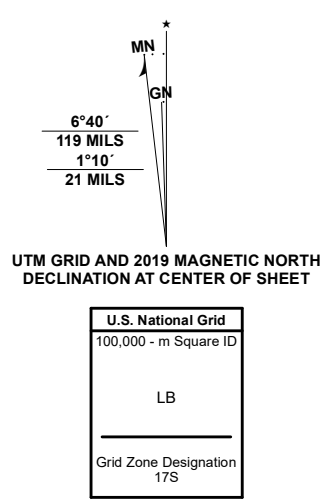 ★
MN
GN
6°40´
119 MILS
1°10´
21 MILS
UTM GRID AND 2019 MAGNETIC NORTH
DECLINATION AT CENTER OF SHEET
U.S. National Grid
100,000 - m Square ID
LB
Grid Zone Designation
17S